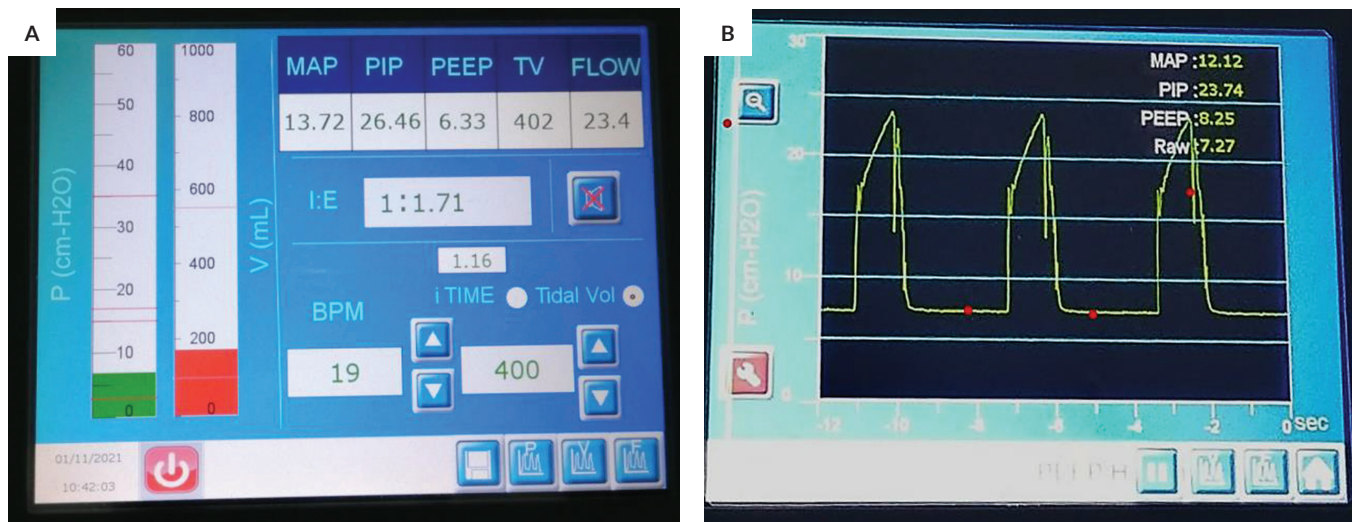 A
60
50
40
30
20
10
0
P (cm-H2O)
1000
800
600
400
200
0
V (mL)
MAP PIP PEEP TV FLOW
13.72 26.46 6.33 402 23.4
I:E 1:1.71
1.16
BPM iTIME Tidal Vol
19 400
01/11/2021
10:42:03
P V F
B
30
20
10
0
P (cm-H2O)
MAP :12.12
PIP :23.74
PEEP :8.25
Raw :7.27
-12 -10 -8 -6 -4 -2 0 sec